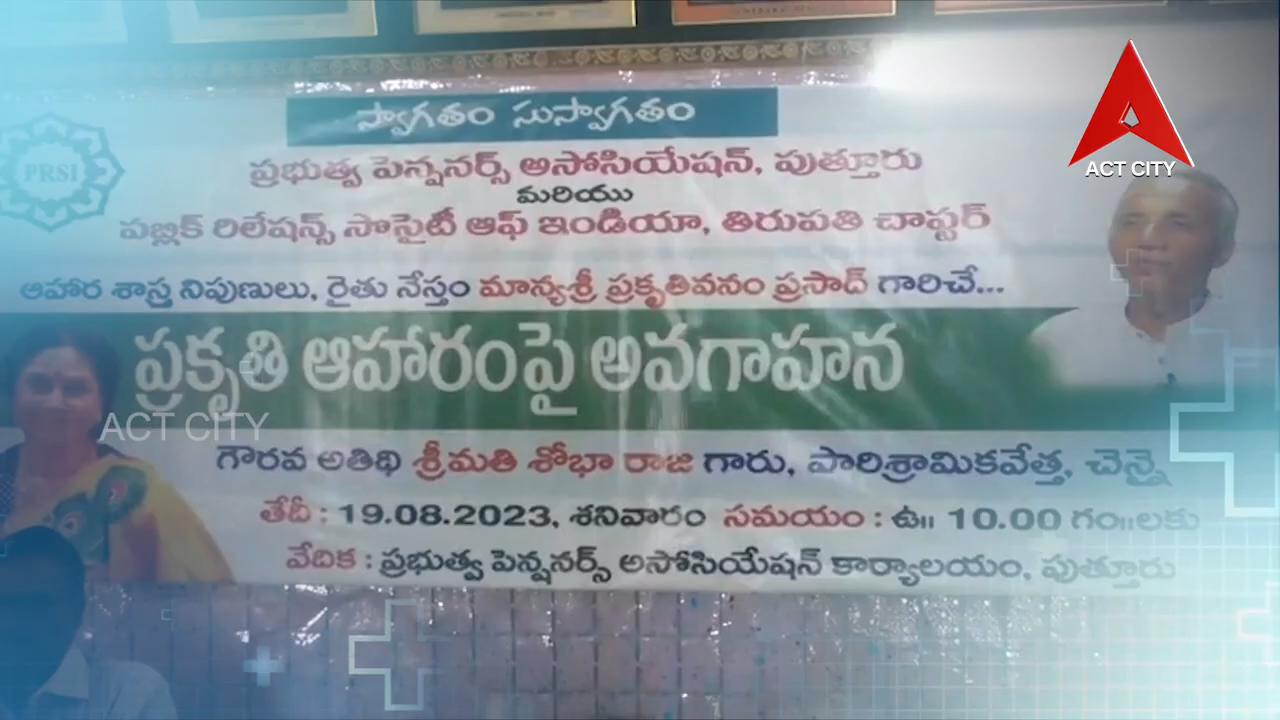 ACT CITY
స్వాగతం సుస్వాగతం
PRSI
ప్రభుత్వ పెన్షనర్స్ అసోసియేషన్, పుత్తూరు
మరియు
పబ్లిక్ రిలేషన్స్ సొసైటీ ఆఫ్ ఇండియా, తిరుపతి చాప్టర్
ఆహార శాస్త్ర నిపుణులు, రైతు నేస్తం మాన్యశ్రీ ప్రకృతివనం ప్రసాద్ గారిచే...
ప్రకృతి ఆహారంపై అవగాహన
ACT CITY
గౌరవ అతిథి శ్రీమతి శోభా రాజు గారు, పారిశ్రామికవేత్త, చెన్నై
తేదీ : 19.08.2023, శనివారం సమయం : ఉ॥ 10.00 గం॥లకు
వేదిక : ప్రభుత్వ పెన్షనర్స్ అసోసియేషన్ కార్యాలయం, పుత్తూరు